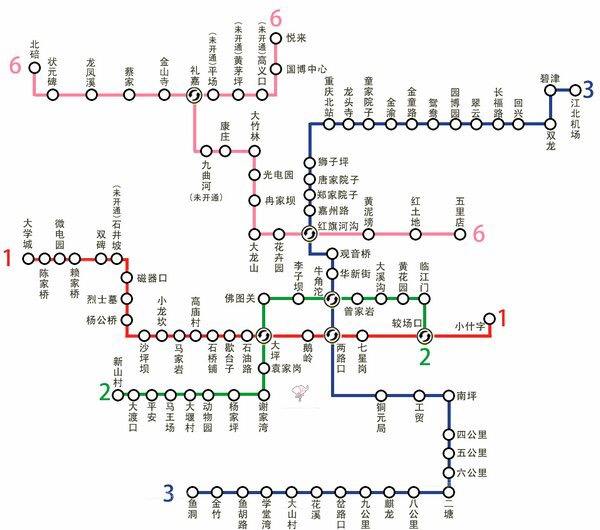 6
悦来
北碚
状元碑
龙凤溪
蔡家
金山寺
礼嘉
(未开通)平场
(未开通)黄茅坪
(未开通)高义口
国博中心
6
碧津
3
江北机场
重庆北站
龙头寺
童家院子
金渝
金童路
鸳鸯
园博园
翠云
长福路
回兴
双龙
康庄
大竹林
九曲河
(未开通)
光电园
冉家坝
大龙山
花卉园
狮子坪
唐家院子
郑家院子
嘉州路
红旗河沟
黄泥塝
红土地
五里店
6
1
大学城
陈家桥
微电园
赖家桥
双碑
(未开通)石井坡
磁器口
烈士墓
杨公桥
沙坪坝
小龙坎
马家岩
高庙村
石桥铺
歇台子
石油路
大坪
鹅岭
两路口
七星岗
较场口
小什字
1
观音桥
华新街
牛角沱
李子坝
佛图关
曾家岩
大溪沟
黄花园
临江门
2
袁家岗
谢家湾
杨家坪
动物园
大堰村
马王场
平安
大渡口
新山村
2
铜元局
工贸
南坪
四公里
五公里
六公里
二塘
八公里
麒龙
九公里
岔路口
花溪
大山村
学堂湾
鱼胡路
金竹
鱼洞
3